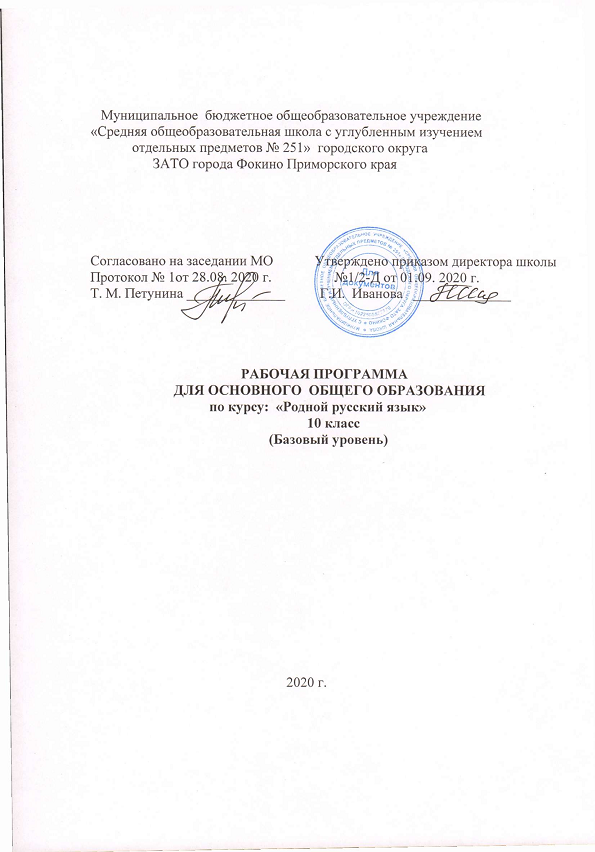 Муниципальное бюджетное общеобразовательное учреждение
«Средняя общеобразовательная школа с углубленным изучением
отдельных предметов № 251» городского округа
ЗАТО города Фокино Приморского края
Согласовано на заседании МО Утверждено приказом директора школы
Протокол № 1от 28.08. 2020 г. №1/2-Д от 01.09. 2020 г.
Т. М. Петунина Г.И. Иванова
Для
документов
РАБОЧАЯ ПРОГРАММА
ДЛЯ ОСНОВНОГО ОБЩЕГО ОБРАЗОВАНИЯ
по курсу: «Родной русский язык»
10 класс
(Базовый уровень)
2020 г.